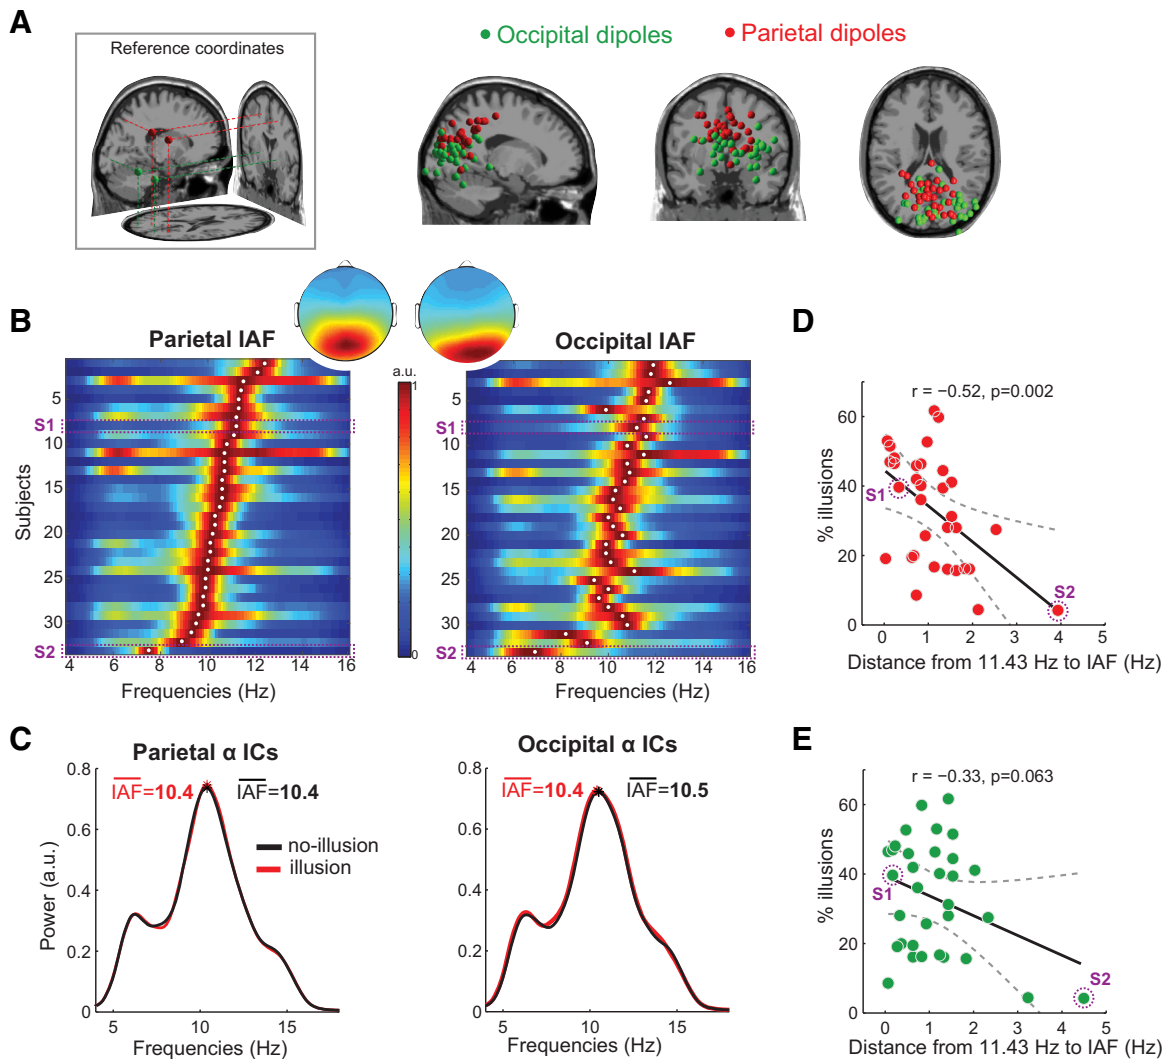 A
Reference coordinates
Occipital dipoles
Parietal dipoles
B
Parietal IAF
Occipital IAF
a.u.
1
0
Subjects
5
10
15
20
25
30
S1
S2
4 6 8 10 12 14 16
Frequencies (Hz)
5
10
15
20
25
30
S1
S2
4 6 8 10 12 14 16
Frequencies (Hz)
C
Parietal α ICs
IAF=10.4
IAF=10.4
no-illusion
illusion
Power (a.u.)
0.8
0.6
0.4
0.2
0
5 10 15
Frequencies (Hz)
Occipital α ICs
IAF=10.4
IAF=10.5
0.8
0.6
0.4
0.2
0
5 10 15
Frequencies (Hz)
D
r = −0.52, p=0.002
% illusions
60
40
20
0
S1
S2
0 1 2 3 4 5
Distance from 11.43 Hz to IAF (Hz)
E
r = −0.33, p=0.063
% illusions
60
40
20
0
S1
S2
0 1 2 3 4 5
Distance from 11.43 Hz to IAF (Hz)